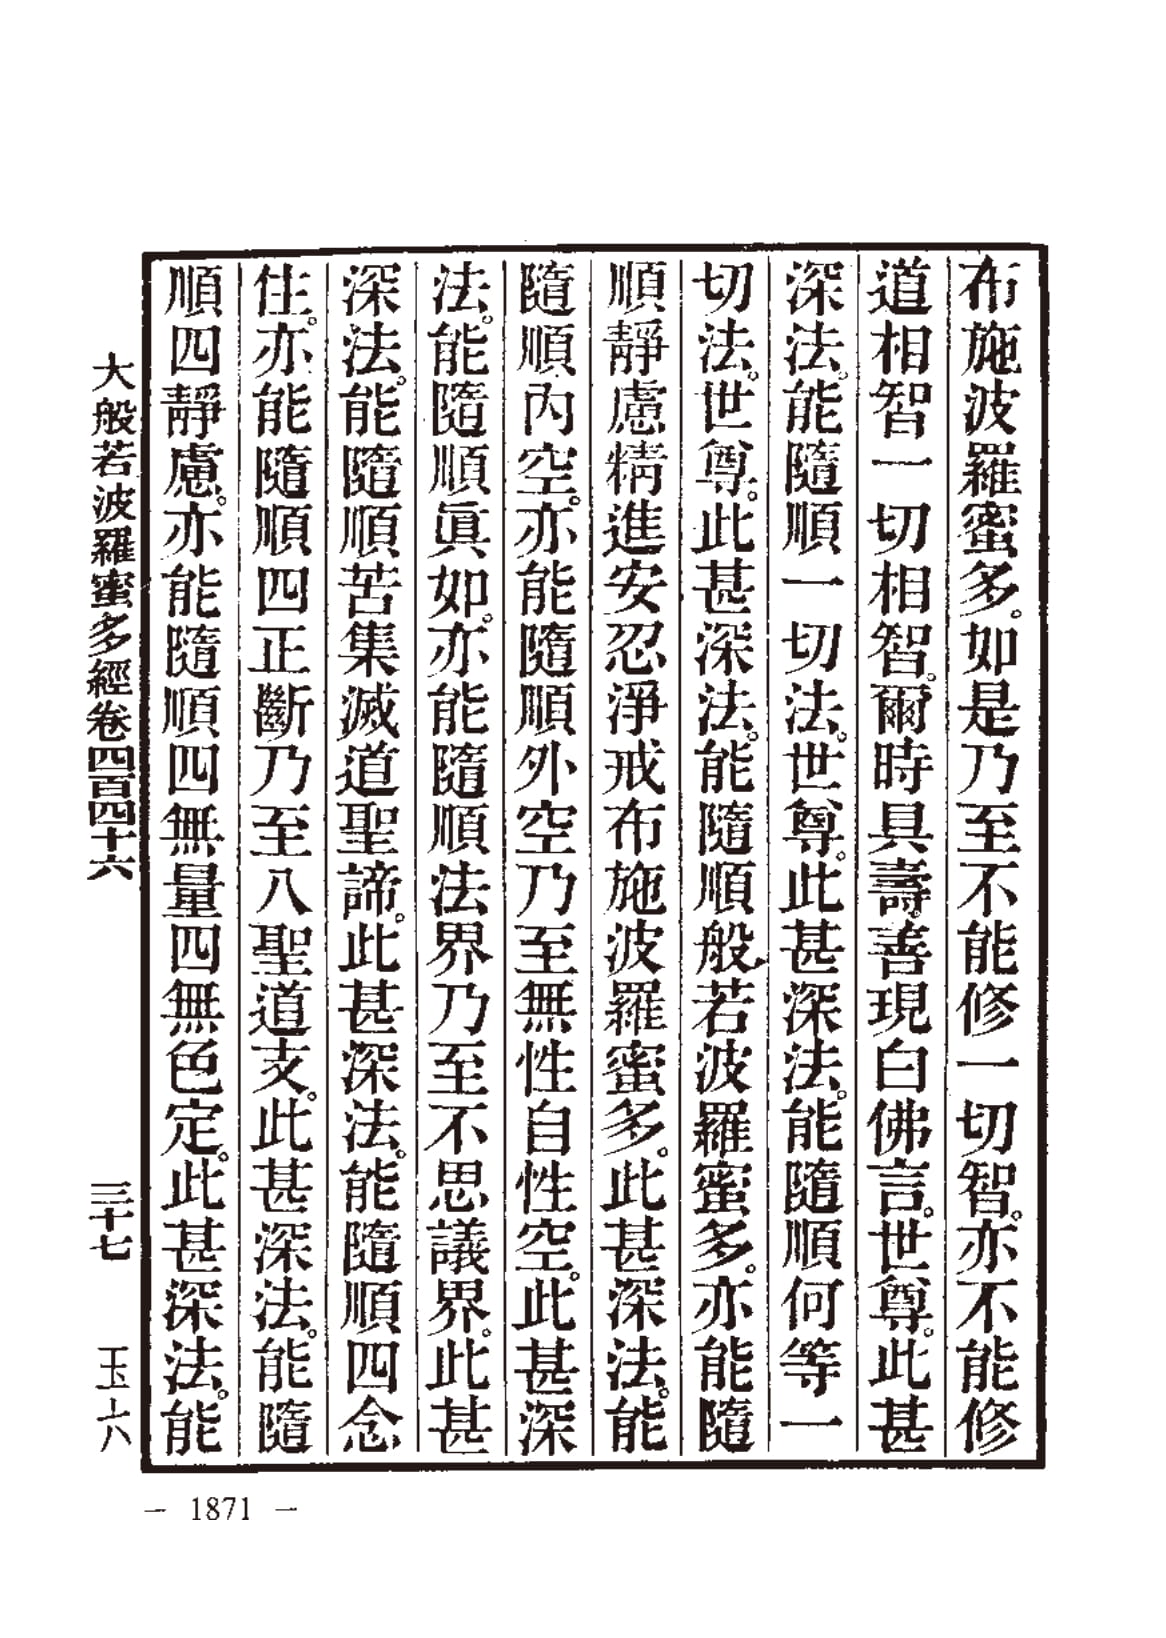 布施波羅蜜多。如是乃至不能修一切智。亦不能修
道相智一切相智。爾時具壽善現白佛言。世尊。此甚
深法。能隨順一切法。世尊。此甚深法。能隨順何等一
切法。世尊。此甚深法。能隨順般若波羅蜜多。亦能隨
順靜慮精進安忍淨戒布施波羅蜜多。此甚深法。能
隨順內空。亦能隨順外空乃至無性自性空。此甚深
法。能隨順眞如。亦能隨順法界乃至不思議界。此甚
深法。能隨順苦集滅道聖諦。此甚深法。能隨順四念
住。亦能隨順四正斷乃至八聖道支。此甚深法。能隨
順四靜慮。亦能隨順四無量四無色定。此甚深法。能
大般若波羅蜜多經卷四百四十六 三十七 玉六
— 1871 —